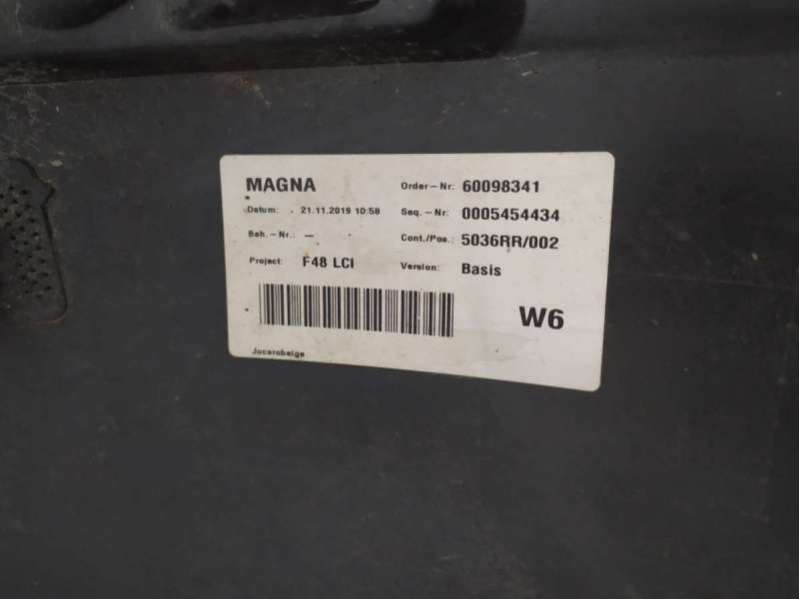 MAGNA
Order-Nr: 60098341
Datum: 21.11.2019 10:58
Seq.-Nr: 0005454434
Beh.-Nr.: —
Cont./Pos.: 5036RR/002
Project: F48 LCI
Version: Basis
W6
Jucarobeige